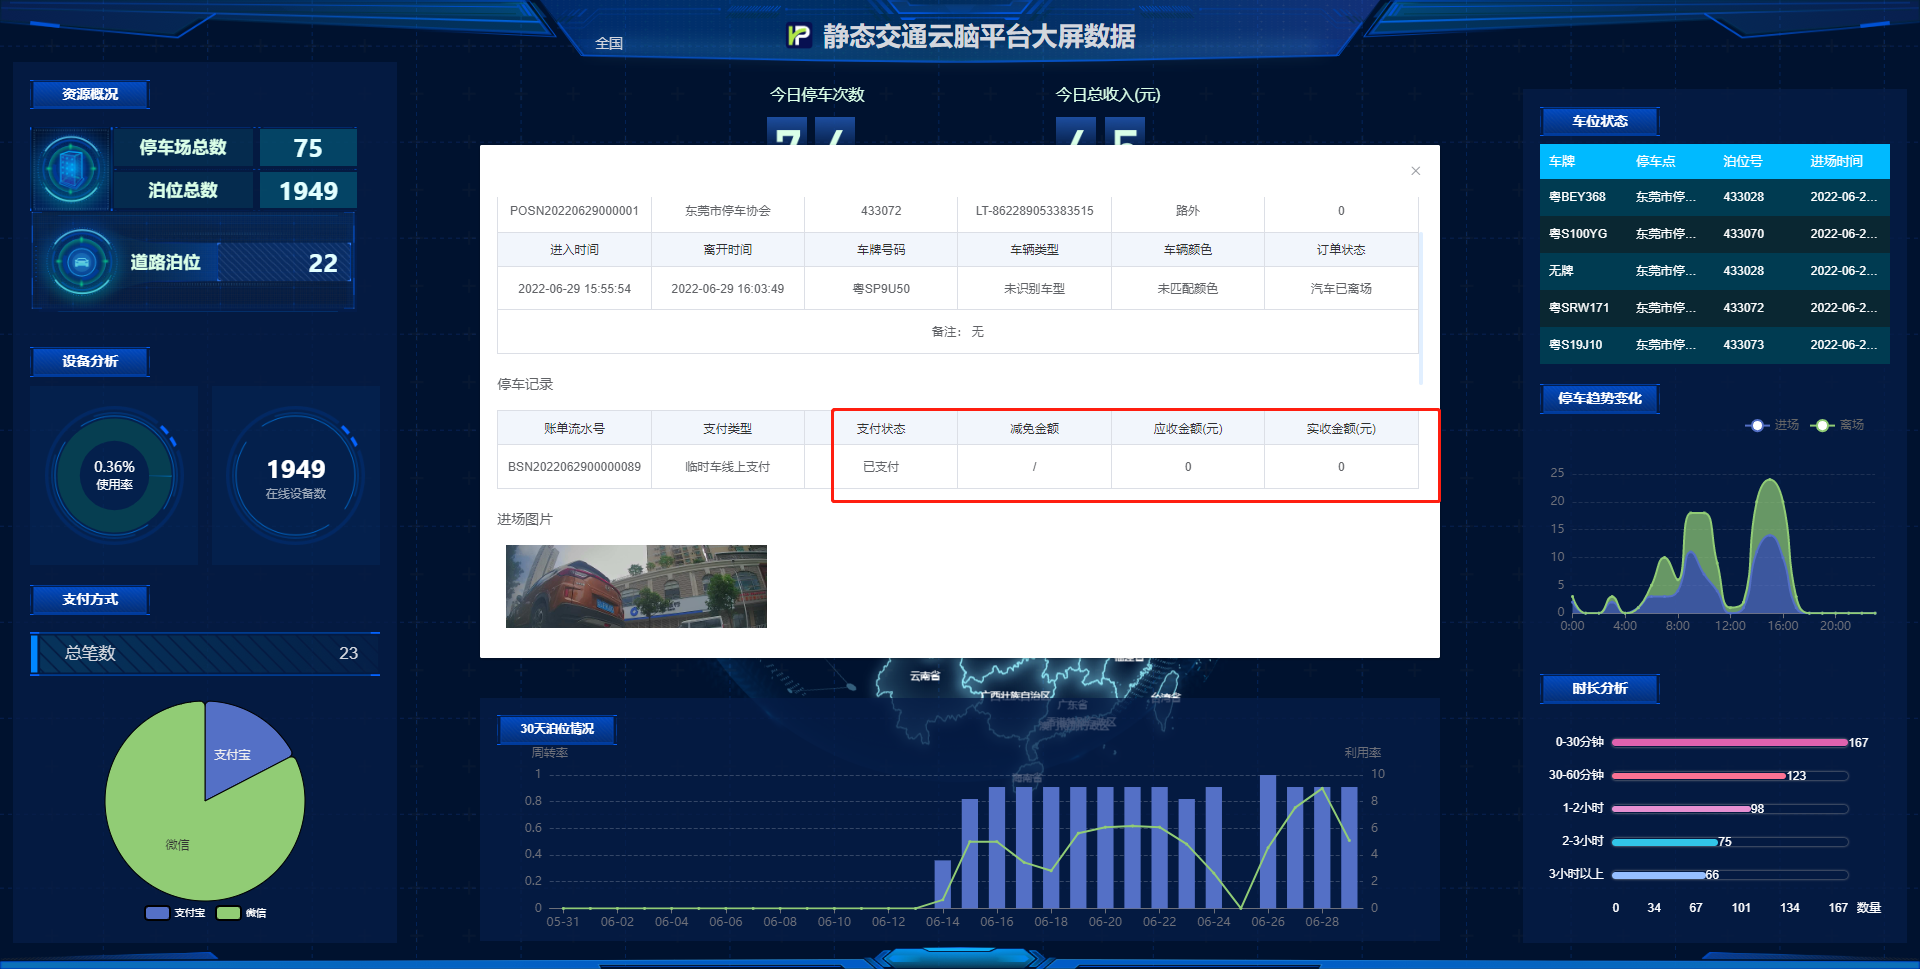 全国
静态交通云脑平台大屏数据
资源概况
停车场总数 75
泊位总数 1949
道路泊位 22
设备分析
0.36%
使用率
1949
在线设备数
支付方式
总笔数 23
支付宝
微信
支付宝 微信
今日停车次数 今日总收入(元)
×
POSN20220629000001 东莞市停车协会 433072 LT-862289053383515 路外 0
进入时间 离开时间 车牌号码 车辆类型 车辆颜色 订单状态
2022-06-29 15:55:54 2022-06-29 16:03:49 粤SP9U50 未识别车型 未匹配颜色 汽车已离场
备注： 无
停车记录
账单流水号 支付类型 支付状态 减免金额 应收金额(元) 实收金额(元)
BSN2022062900000089 临时车线上支付 已支付 / 0 0
进场图片
云南省
广西壮族自治区
广东省
台湾省
海南省
30天泊位情况
周转率 利用率
1 10
0.8 8
0.6 6
0.4 4
0.2 2
0 0
05-31 06-02 06-04 06-06 06-08 06-10 06-12 06-14 06-16 06-18 06-20 06-22 06-24 06-26 06-28
车位状态
车牌 停车点 泊位号 进场时间
粤BEY368 东莞市停... 433028 2022-06-2...
粤S100YG 东莞市停... 433070 2022-06-2...
无牌 东莞市停... 433028 2022-06-2...
粤SRW171 东莞市停... 433072 2022-06-2...
粤S19J10 东莞市停... 433073 2022-06-2...
停车趋势变化
进场 离场
25
20
15
10
5
0
0:00 4:00 8:00 12:00 16:00 20:00
时长分析
0-30分钟 167
30-60分钟 123
1-2小时 98
2-3小时 75
3小时以上 66
0 34 67 101 134 167 数量